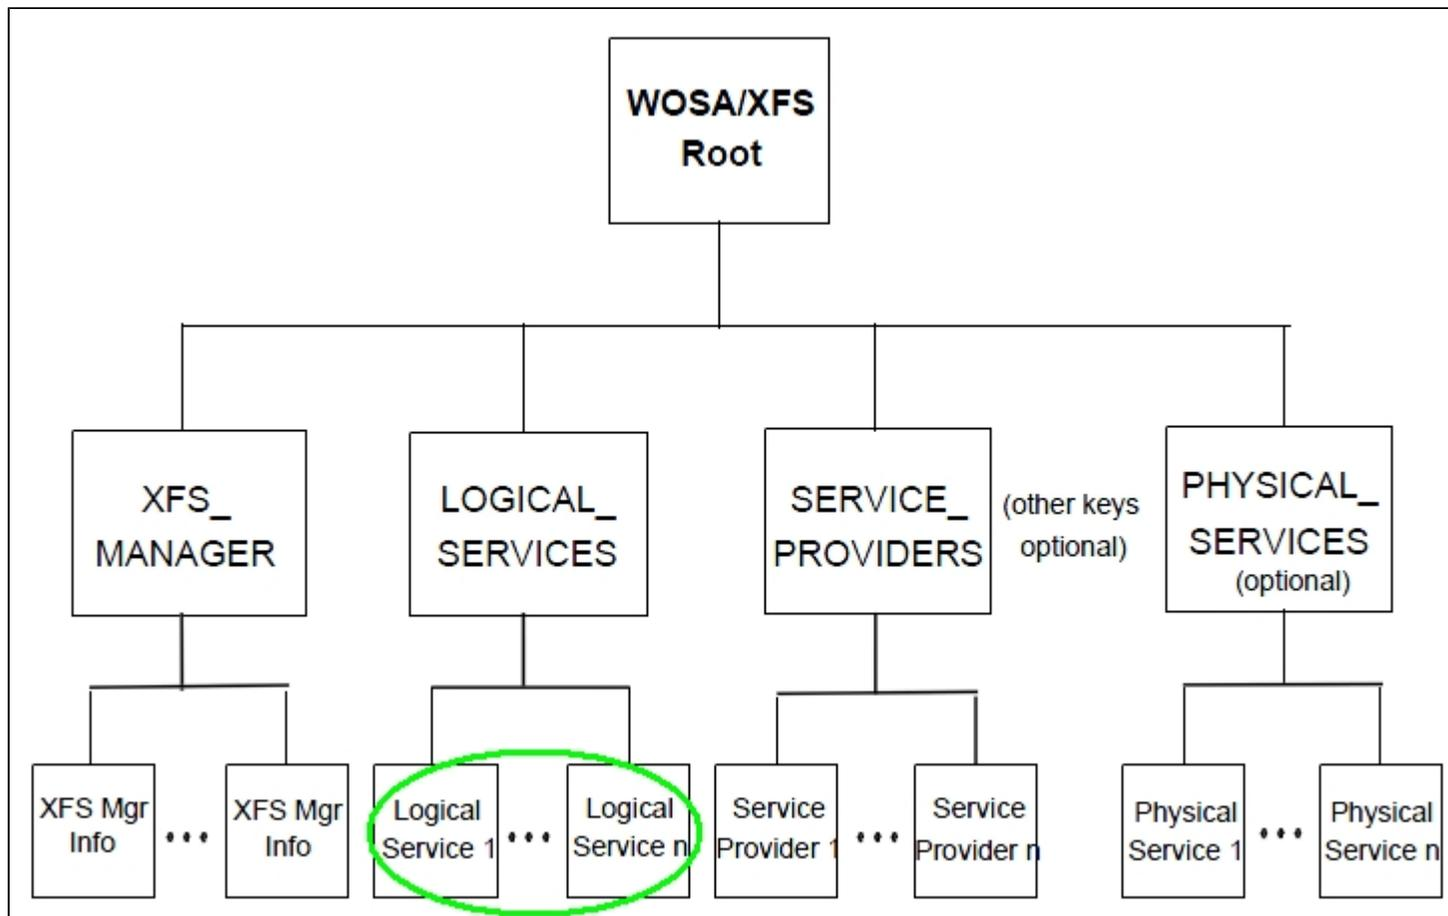 WOSA/XFS
Root
XFS_
MANAGER
LOGICAL_
SERVICES
SERVICE_
PROVIDERS
(other keys
optional)
PHYSICAL_
SERVICES
(optional)
XFS Mgr
Info
•••
XFS Mgr
Info
Logical
Service 1
•••
Logical
Service n
Service
Provider 1
•••
Service
Provider n
Physical
Service 1
•••
Physical
Service n